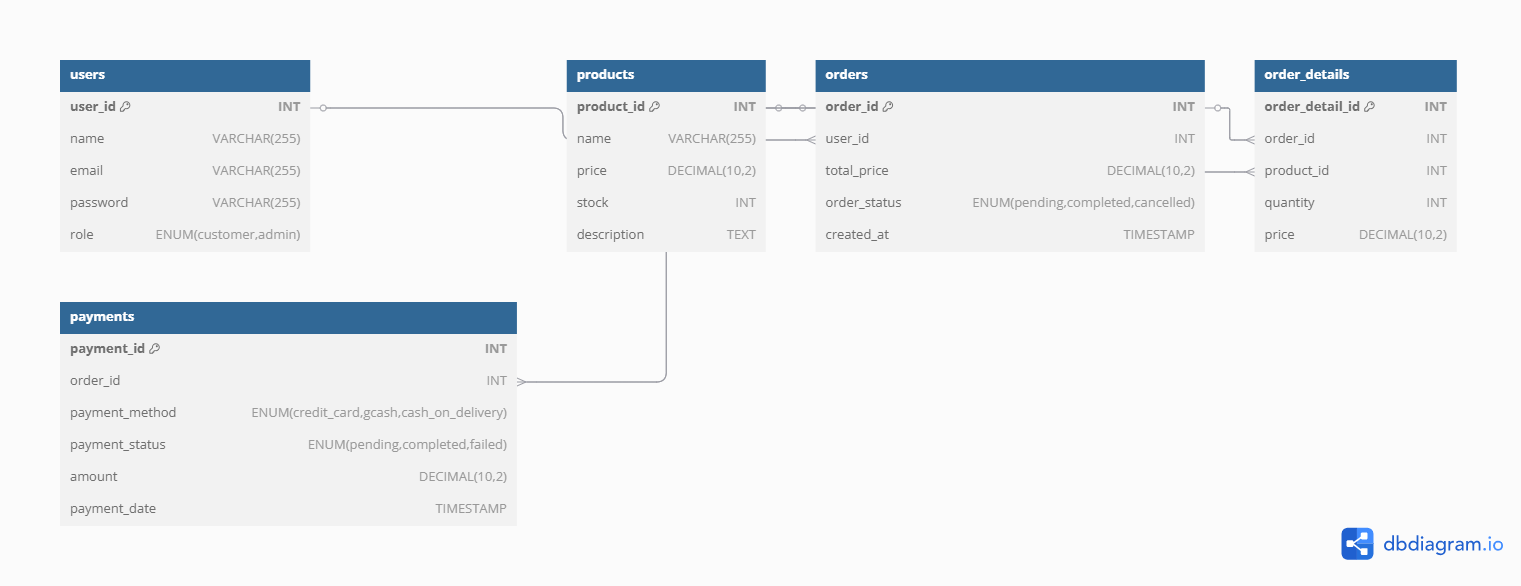 users
user_id INT
name VARCHAR(255)
email VARCHAR(255)
password VARCHAR(255)
role ENUM(customer,admin)
products
product_id INT
name VARCHAR(255)
price DECIMAL(10,2)
stock INT
description TEXT
orders
order_id INT
user_id INT
total_price DECIMAL(10,2)
order_status ENUM(pending,completed,cancelled)
created_at TIMESTAMP
order_details
order_detail_id INT
order_id INT
product_id INT
quantity INT
price DECIMAL(10,2)
payments
payment_id INT
order_id INT
payment_method ENUM(credit_card,gcash,cash_on_delivery)
payment_status ENUM(pending,completed,failed)
amount DECIMAL(10,2)
payment_date TIMESTAMP
dbdiagram.io